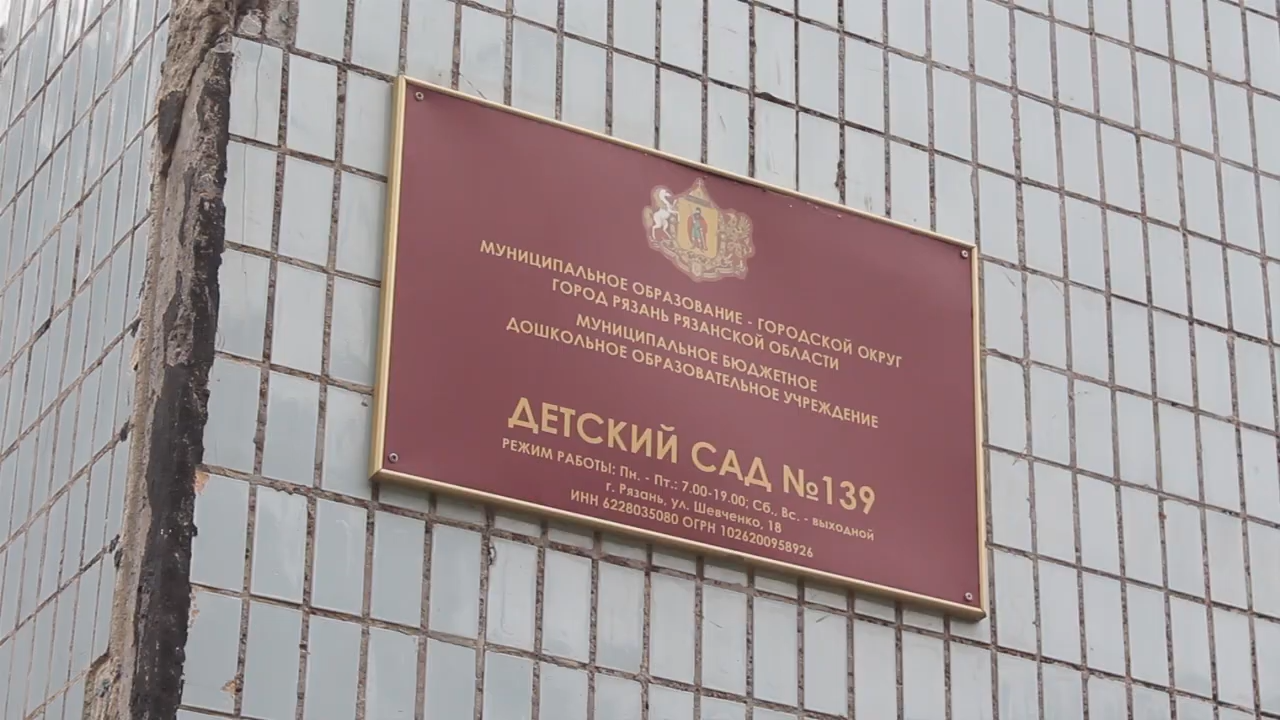 МУНИЦИПАЛЬНОЕ ОБРАЗОВАНИЕ - ГОРОДСКОЙ ОКРУГ
ГОРОД РЯЗАНЬ РЯЗАНСКОЙ ОБЛАСТИ
МУНИЦИПАЛЬНОЕ БЮДЖЕТНОЕ
ДОШКОЛЬНОЕ ОБРАЗОВАТЕЛЬНОЕ УЧРЕЖДЕНИЕ
ДЕТСКИЙ САД №139
РЕЖИМ РАБОТЫ: Пн. - Пт.: 7.00-19.00; Сб., Вс. - выходной
г. Рязань, ул. Шевченко, 18
ИНН 6228035080 ОГРН 1026200958926